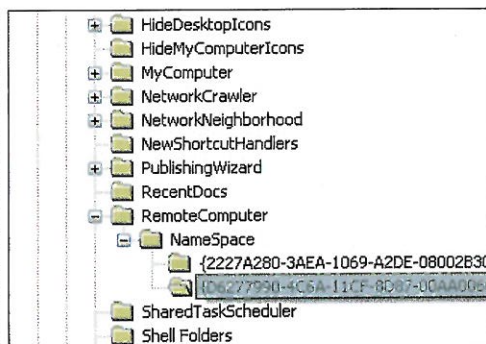 HideDesktopIcons
HideMyComputerIcons
MyComputer
NetworkCrawler
NetworkNeighborhood
NewShortcutHandlers
PublishingWizard
RecentDocs
RemoteComputer
NameSpace
{2227A280-3AEA-1069-A2DE-08002B30
{D6277990-4C6A-11CF-8D87-00AA006
SharedTaskScheduler
Shell Folders